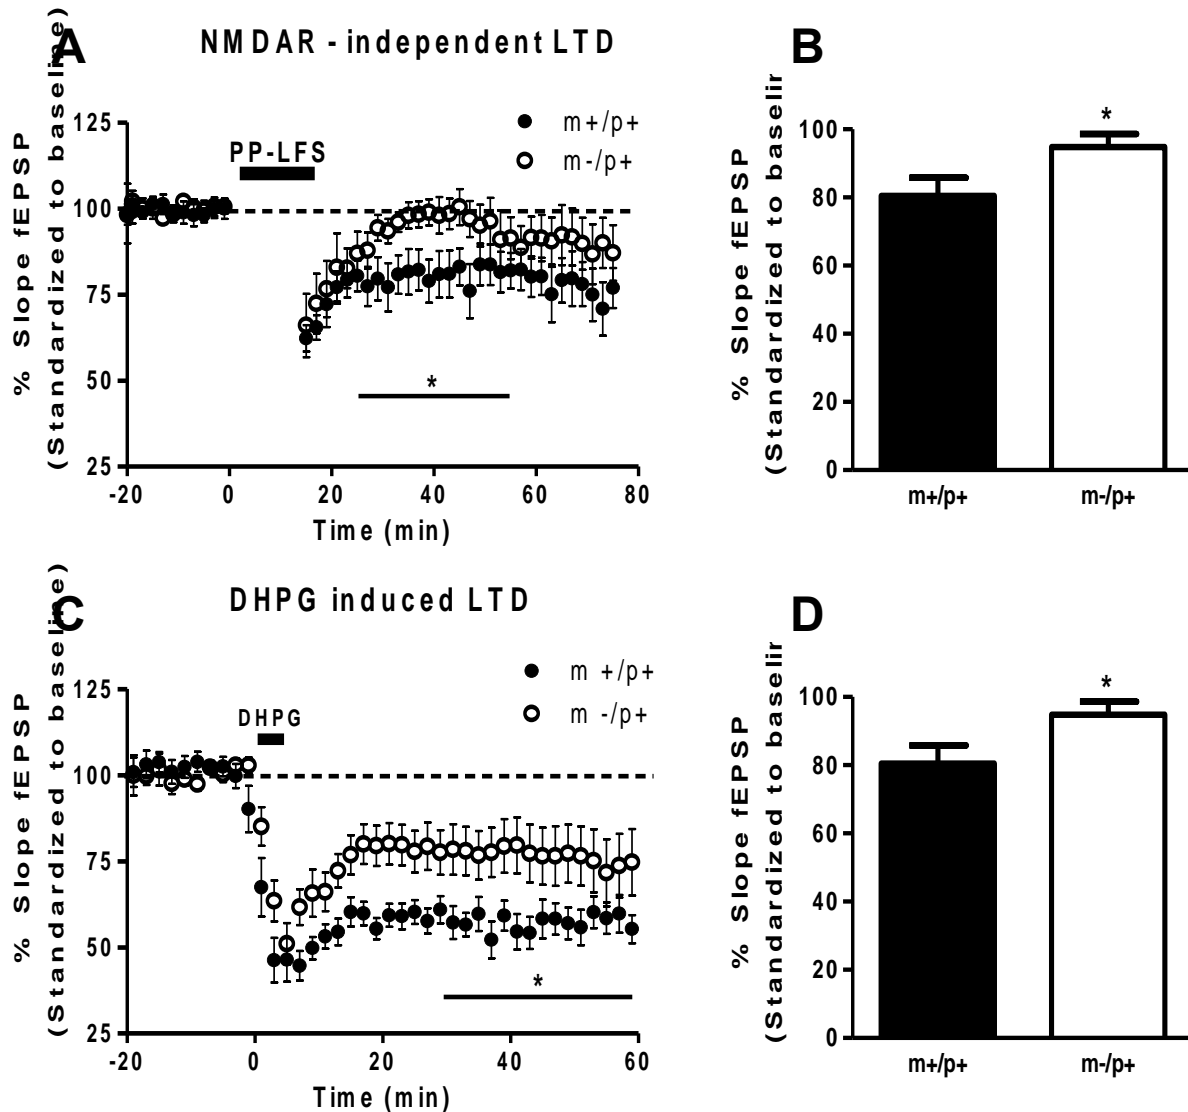 A
NMDAR - independent LTD
% Slope fEPSP
(Standardized to baseline)
125
100
75
50
25
PP-LFS
m+/p+
m-/p+
*
-20 0 20 40 60 80
Time (min)
B
% Slope fEPSP
(Standardized to baselir
100
80
60
40
20
0
*
m+/p+ m-/p+
C
DHPG induced LTD
% Slope fEPSP
(Standardized to baseline)
125
100
75
50
25
DHPG
m +/p+
m -/p+
*
-20 0 20 40 60
Time (min)
D
% Slope fEPSP
(Standardized to baselir
100
80
60
40
20
0
*
m+/p+ m-/p+